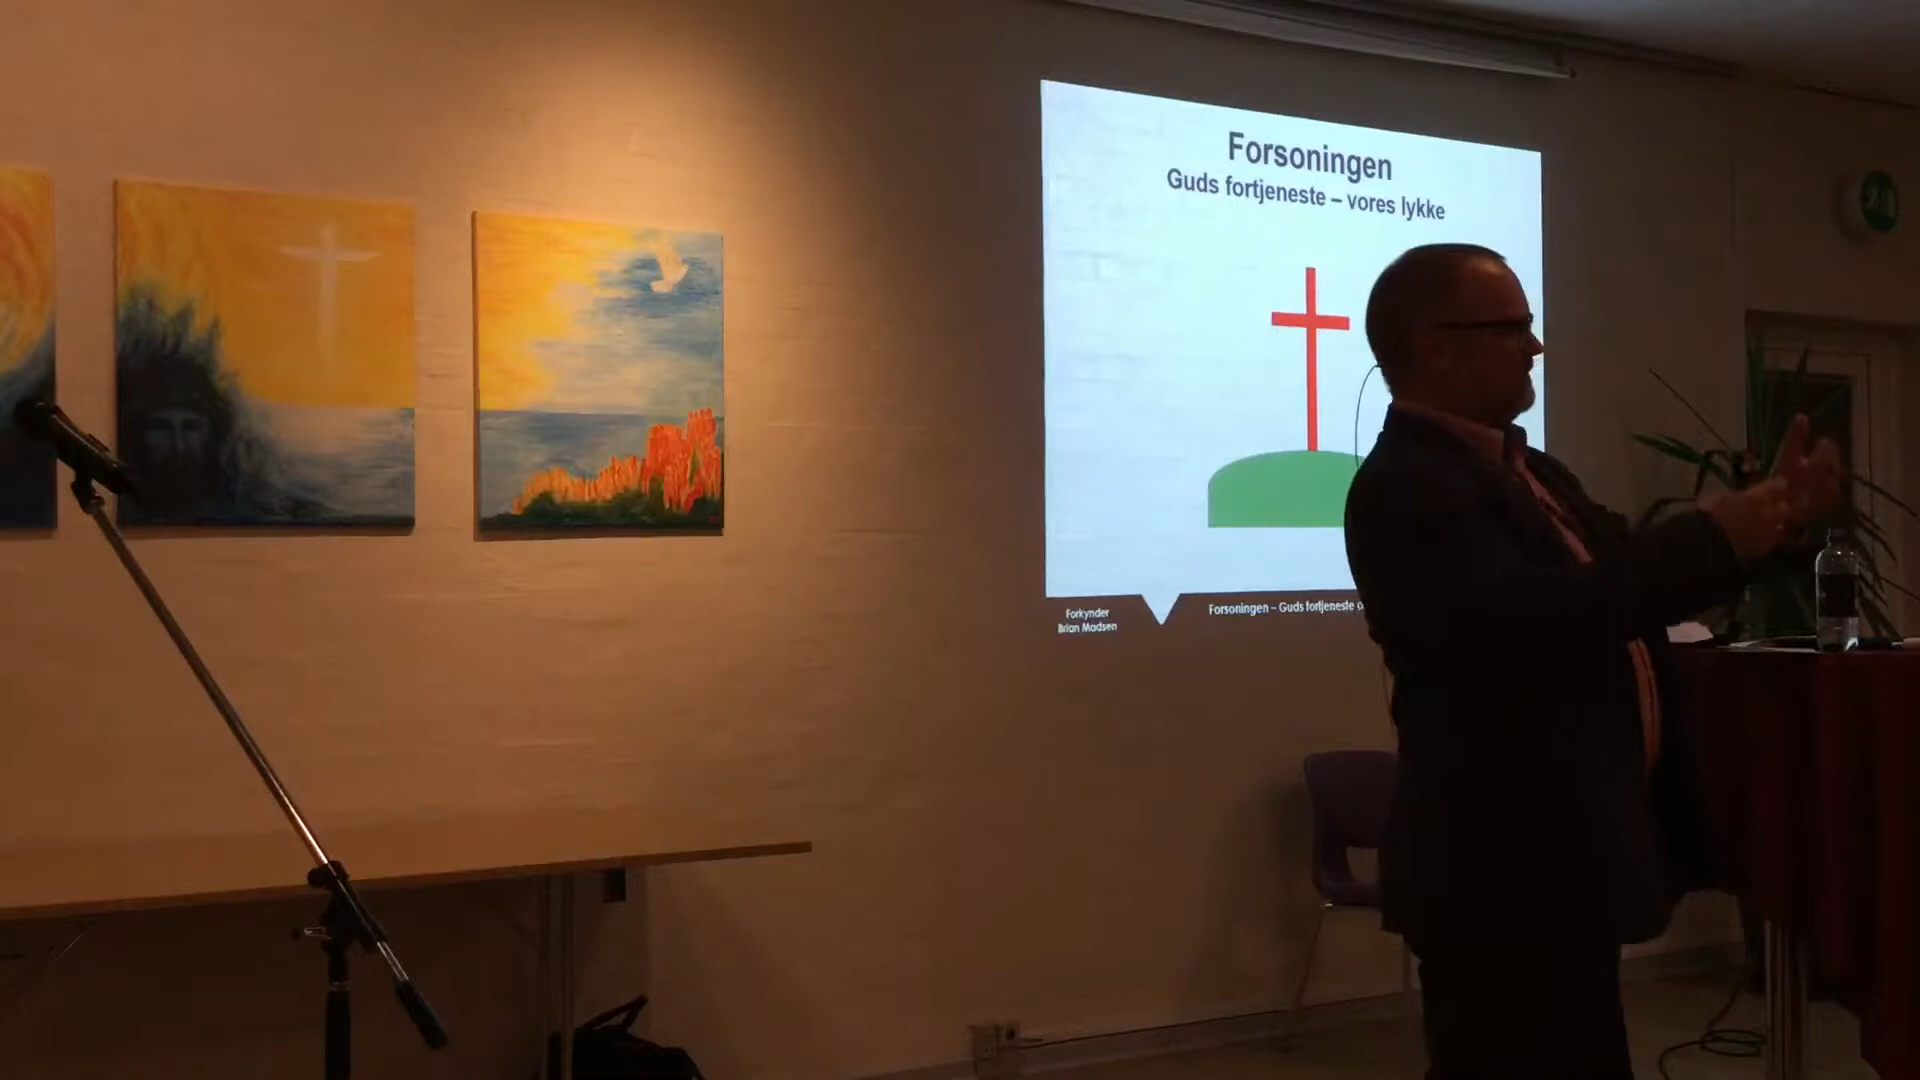 Forsoningen
Guds fortjeneste – vores lykke
Forkynder
Brian Madsen
Forsoningen – Guds fortjeneste